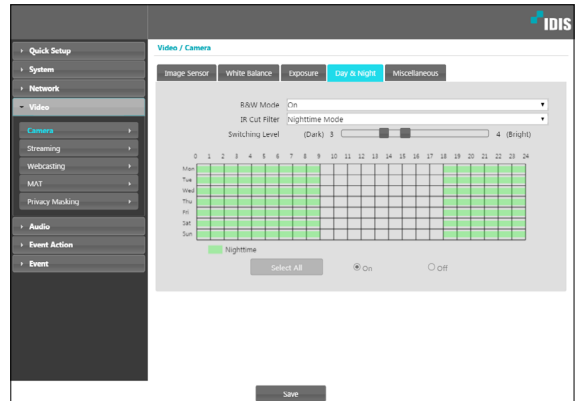 IDIS
Quick Setup
System
Network
Video
Camera
Streaming
Webcasting
MAT
Privacy Masking
Audio
Event Action
Event
Video / Camera
Image Sensor White Balance Exposure Day & Night Miscellaneous
B&W Mode On
IR Cut Filter Nighttime Mode
Switching Level (Dark) 3 4 (Bright)
0 1 2 3 4 5 6 7 8 9 10 11 12 13 14 15 16 17 18 19 20 21 22 23 24
Mon
Tue
Wed
Thu
Fri
Sat
Sun
Nighttime
Select All On Off
Save